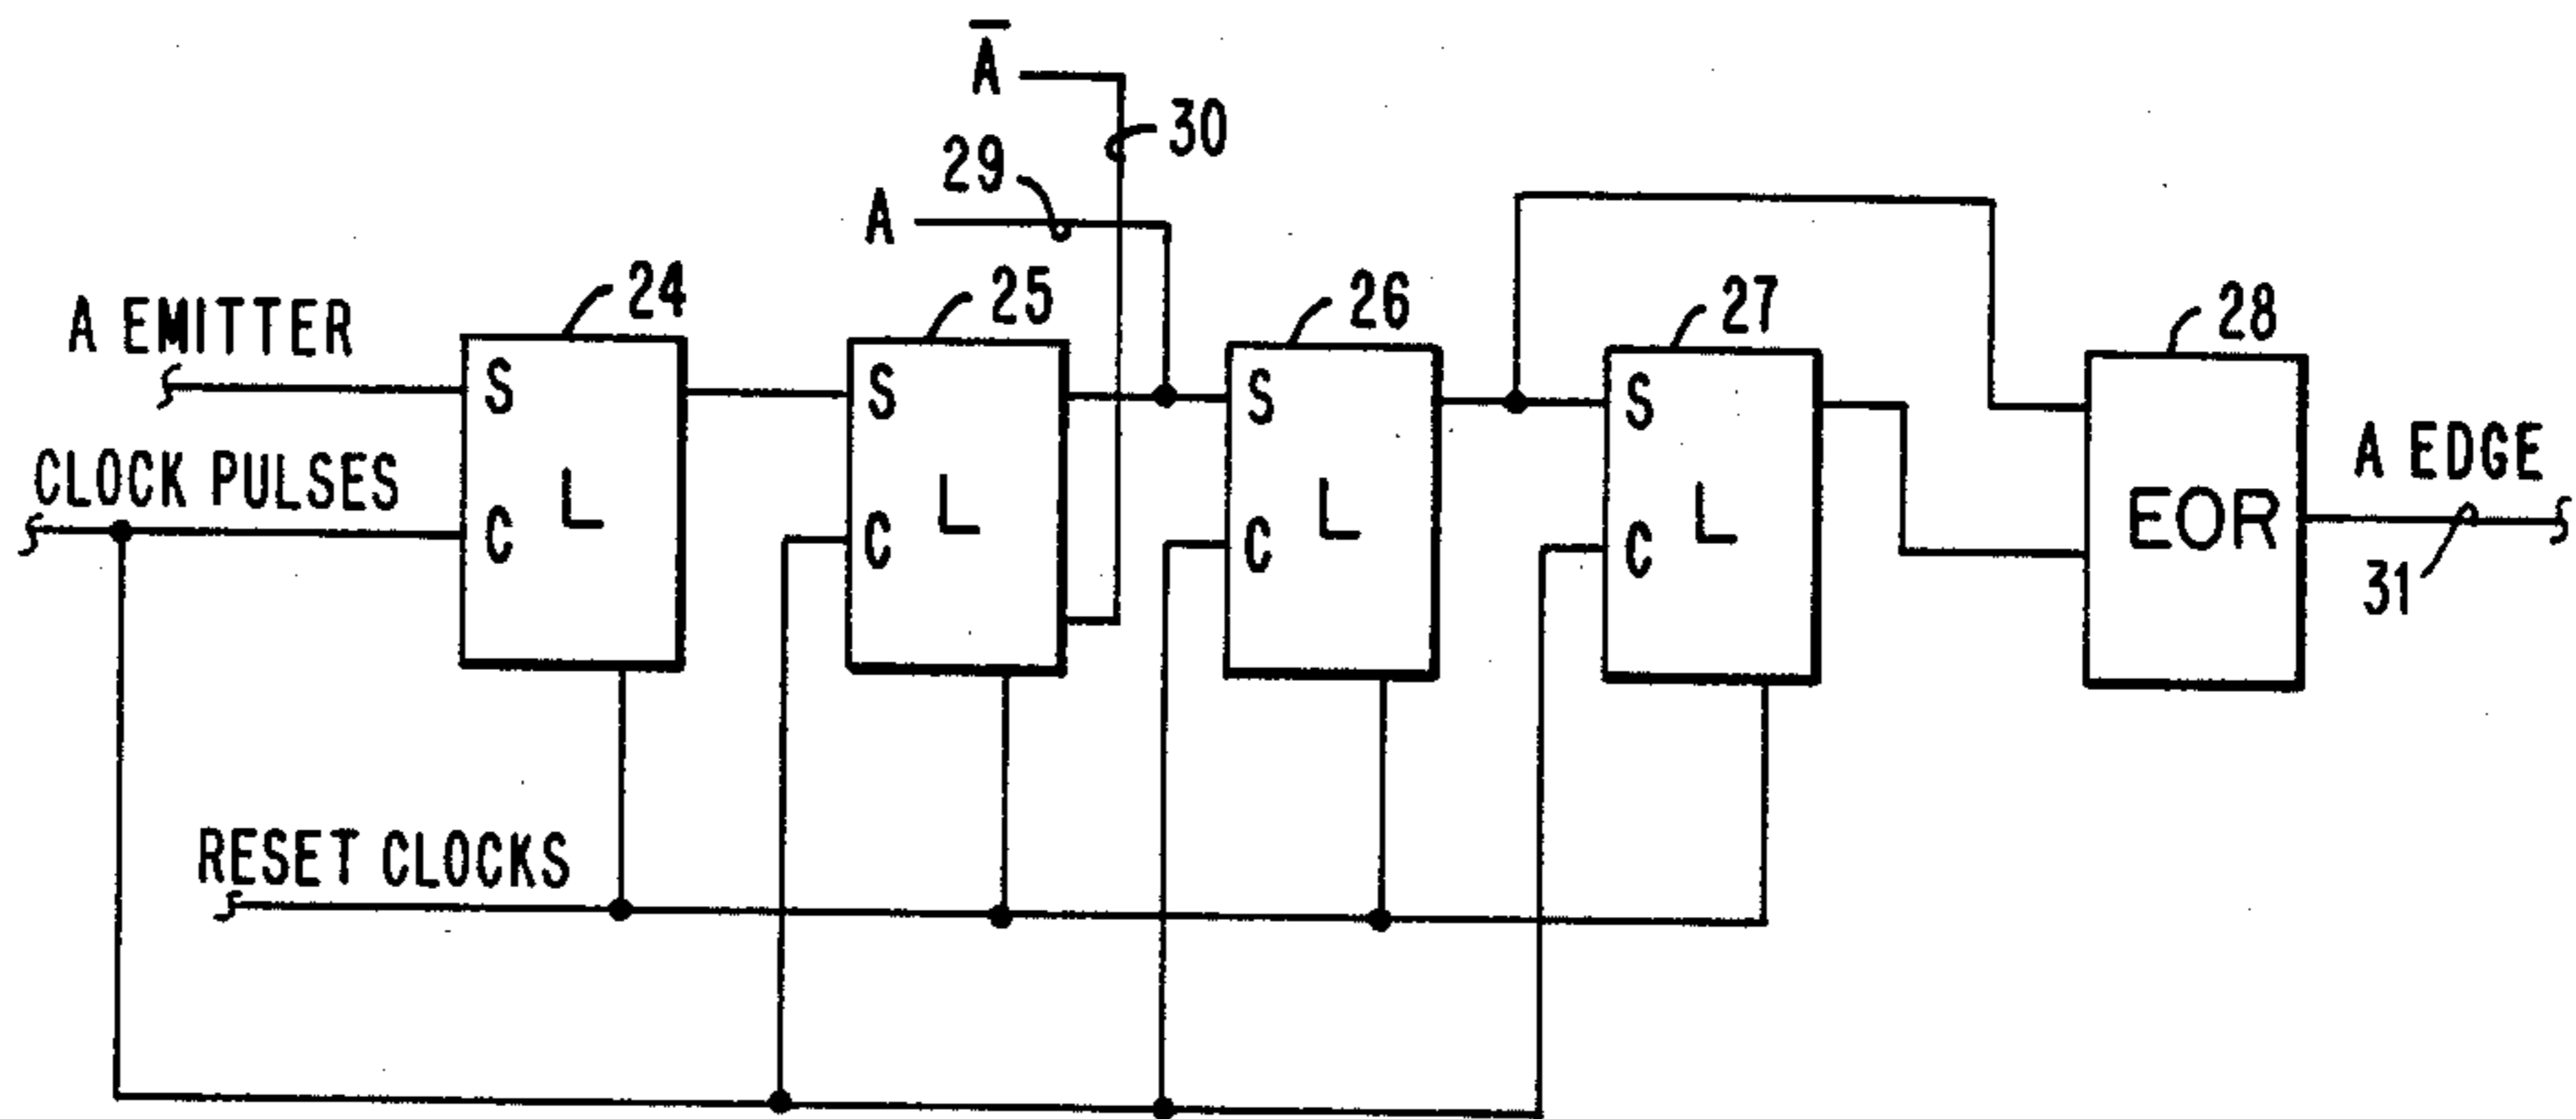 A̅
30
29
A
24
25
26
27
28
A EMITTER
S
S
S
S
A EDGE
CLOCK PULSES
C
L
C
L
C
L
C
L
EOR
31
RESET CLOCKS